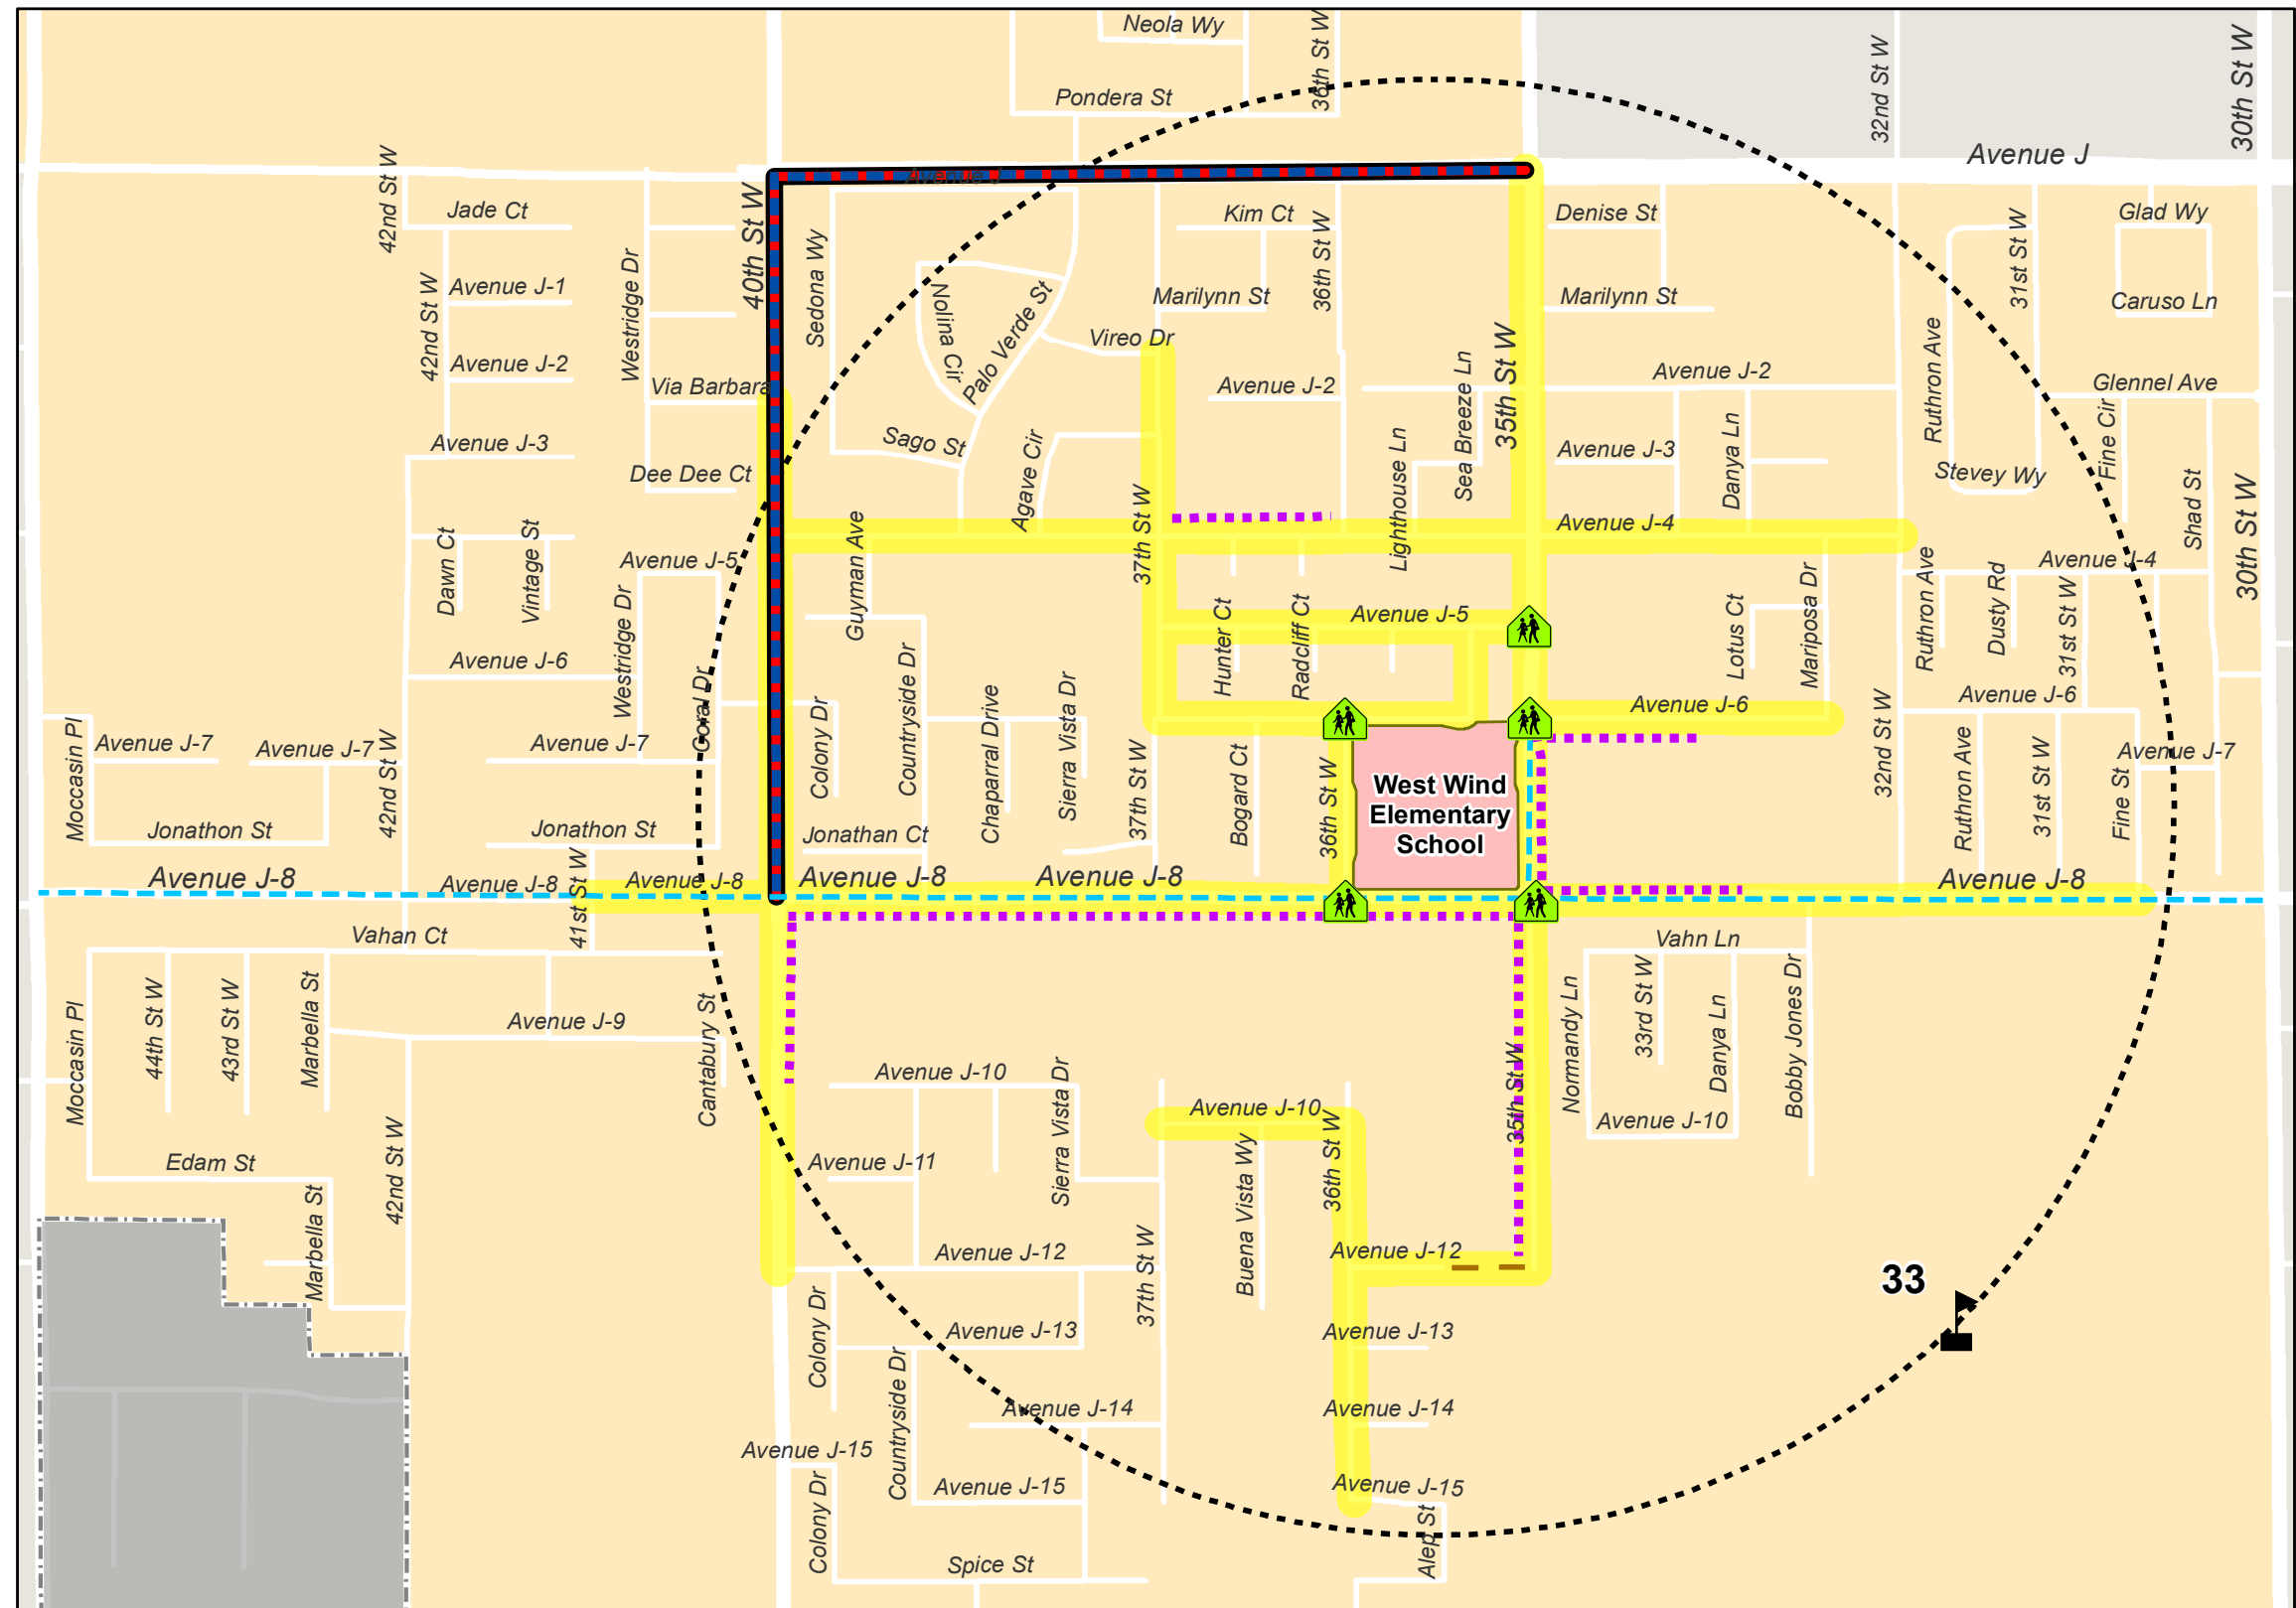 Neola Wy
36th St W
32nd St W
30th St W
Pondera St
Avenue J
42nd St W
Avenue J
40th St W
Jade Ct
Kim Ct
36th St W
Denise St
31st St W
Glad Wy
Sedona Wy
Westridge Dr
42nd St W
Avenue J-1
Nolina Cir
Palo Verde St
Marilynn St
Marilynn St
Caruso Ln
Vireo Dr
35th St W
Ruthron Ave
Avenue J-2
Via Barbara
Avenue J-2
Sea Breeze Ln
Avenue J-2
Glennel Ave
Avenue J-3
Sago St
Agave Cir
Lighthouse Ln
Avenue J-3
Danya Ln
Fine Cir
Dee Dee Ct
Stevey Wy
Shad St
30th St W
37th St W
Avenue J-4
Dawn Ct
Vintage St
Avenue J-5
Guyman Ave
Avenue J-4
Westridge Dr
Hunter Ct
Radcliff Ct
Avenue J-5
Lotus Ct
Mariposa Dr
Ruthron Ave
Dusty Rd
31st St W
Avenue J-6
Coral Dr
Colony Dr
Countryside Dr
Chaparral Drive
Sierra Vista Dr
Avenue J-6
32nd St W
Avenue J-6
Moccasin Pl
Avenue J-7
Avenue J-7
42nd St W
Avenue J-7
37th St W
Bogard Ct
36th St W
West Wind
Elementary
School
Ruthron Ave
31st St W
Fine St
Avenue J-7
Jonathon St
Jonathon St
Jonathan Ct
Avenue J-8
Avenue J-8
41st St W
Avenue J-8
Avenue J-8
Avenue J-8
Avenue J-8
Vahan Ct
Vahn Ln
Moccasin Pl
44th St W
43rd St W
Marbella St
Avenue J-9
Cantabury St
Normandy Ln
33rd St W
Danya Ln
Bobby Jones Dr
Avenue J-10
Sierra Vista Dr
Avenue J-10
36th St W
35th St W
Avenue J-10
Edam St
42nd St W
Avenue J-11
Buena Vista Wy
Marbella St
Avenue J-12
37th St W
Avenue J-12
33
Colony Dr
Avenue J-13
Avenue J-13
Countryside Dr
Avenue J-14
Avenue J-14
Avenue J-15
Colony Dr
Avenue J-15
Avenue J-15
Alep St
Spice St